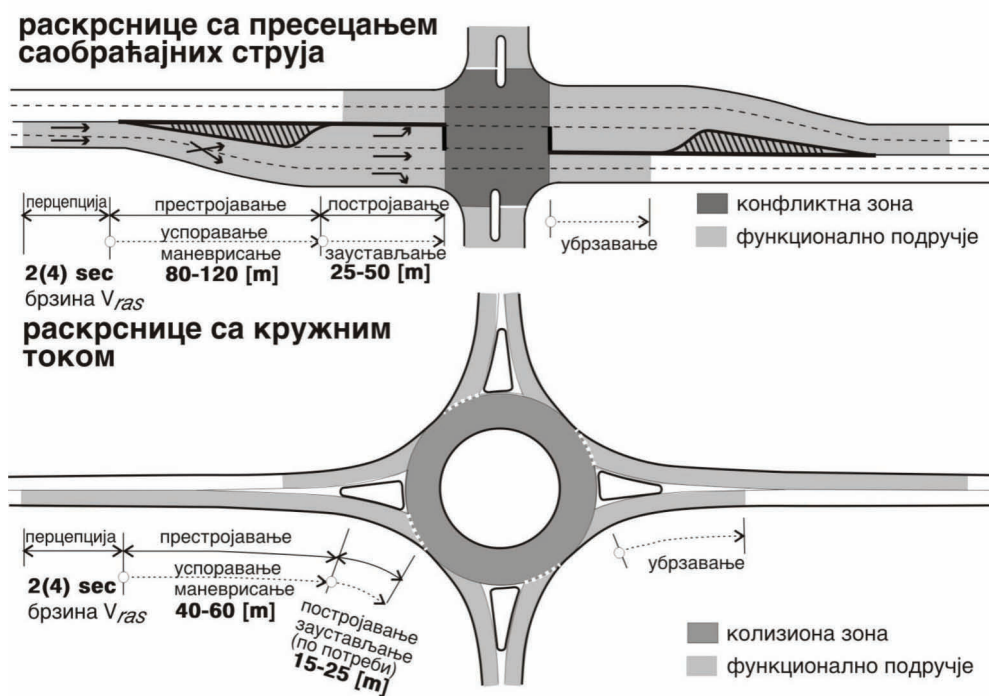 раскрснице са пресецањем
саобраћајних струја
перцепција
престројавање
постројавање
успоравање
маневрисање
заустављање
убрзавање
2(4) sec
80-120 [m]
25-50 [m]
брзина Vras
конфликтна зона
функционално подручје
раскрснице са кружним
током
перцепција
престројавање
успоравање
маневрисање
убрзавање
2(4) sec
40-60 [m]
брзина Vras
постројавање
заустављање
(по потреби)
15-25 [m]
колизиона зона
функционално подручје